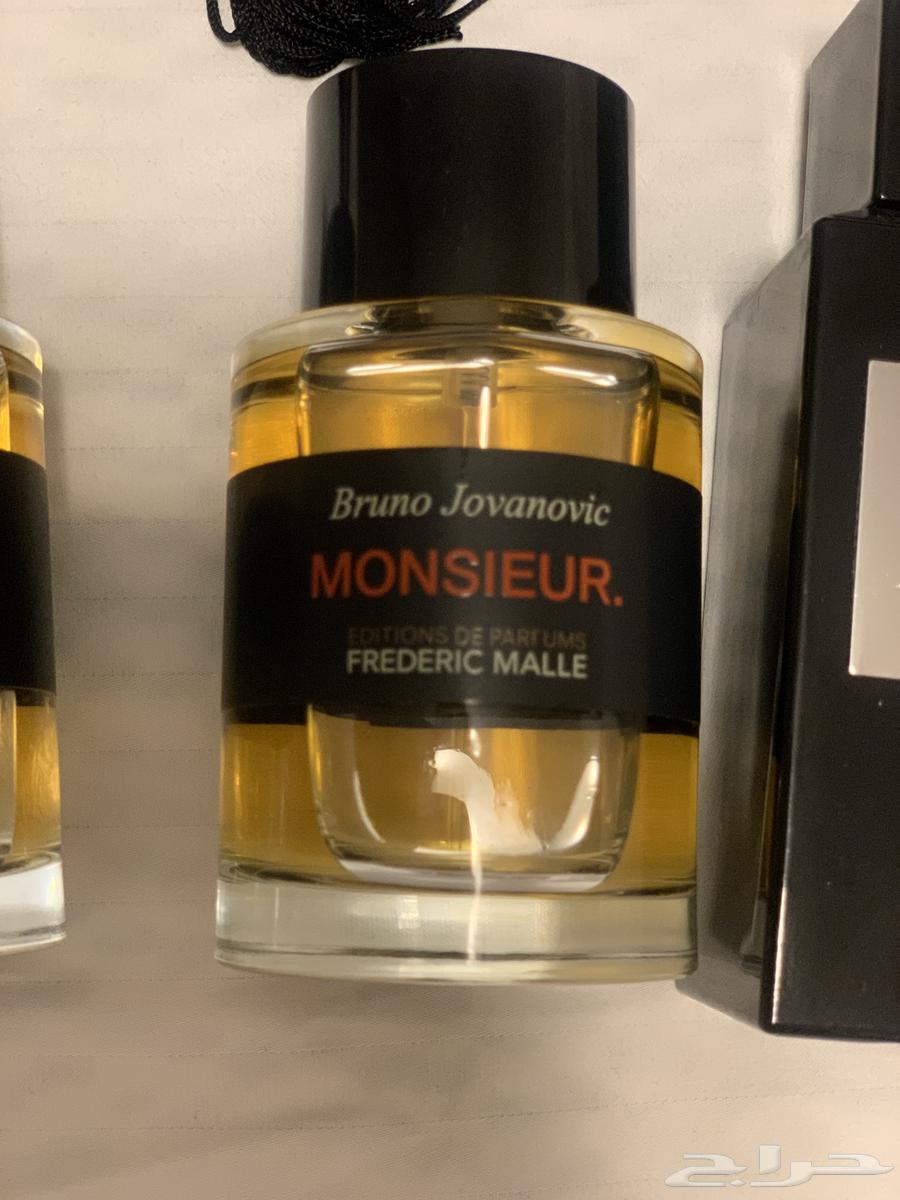 Bruno Jovanovic
MONSIEUR.
EDITIONS DE PARFUMS
FREDERIC MALLE
حراج